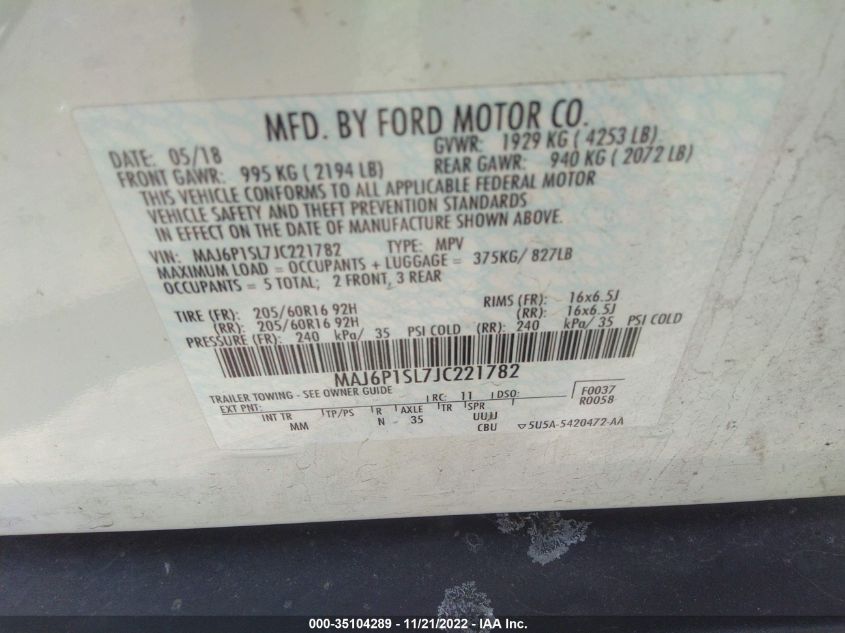 MFD. BY FORD MOTOR CO.
DATE: 05/18 GVWR: 1929 KG ( 4253 LB)
FRONT GAWR: 995 KG ( 2194 LB) REAR GAWR: 940 KG ( 2072 LB)
THIS VEHICLE CONFORMS TO ALL APPLICABLE FEDERAL MOTOR
VEHICLE SAFETY AND THEFT PREVENTION STANDARDS
IN EFFECT ON THE DATE OF MANUFACTURE SHOWN ABOVE.
VIN: MAJ6P1SL7JC221782 TYPE: MPV
MAXIMUM LOAD = OCCUPANTS + LUGGAGE = 375KG/ 827LB
OCCUPANTS = 5 TOTAL; 2 FRONT, 3 REAR
TIRE (FR): 205/60R16 92H RIMS (FR): 16x6.5J
(RR): 205/60R16 92H (RR): 16x6.5J
PRESSURE (FR): 240 kPa/ 35 PSI COLD (RR): 240 kPa/ 35 PSI COLD
MAJ6P1SL7JC221782
TRAILER TOWING - SEE OWNER GUIDE
EXT PNT: RC: 11 DSO: F0037
R0058
INT TR TP/PS R AXLE TR SPR
MM N - 35 UUJJ
CBU 5U5A-5420472-AA
000-35104289 - 11/21/2022 - IAA Inc.